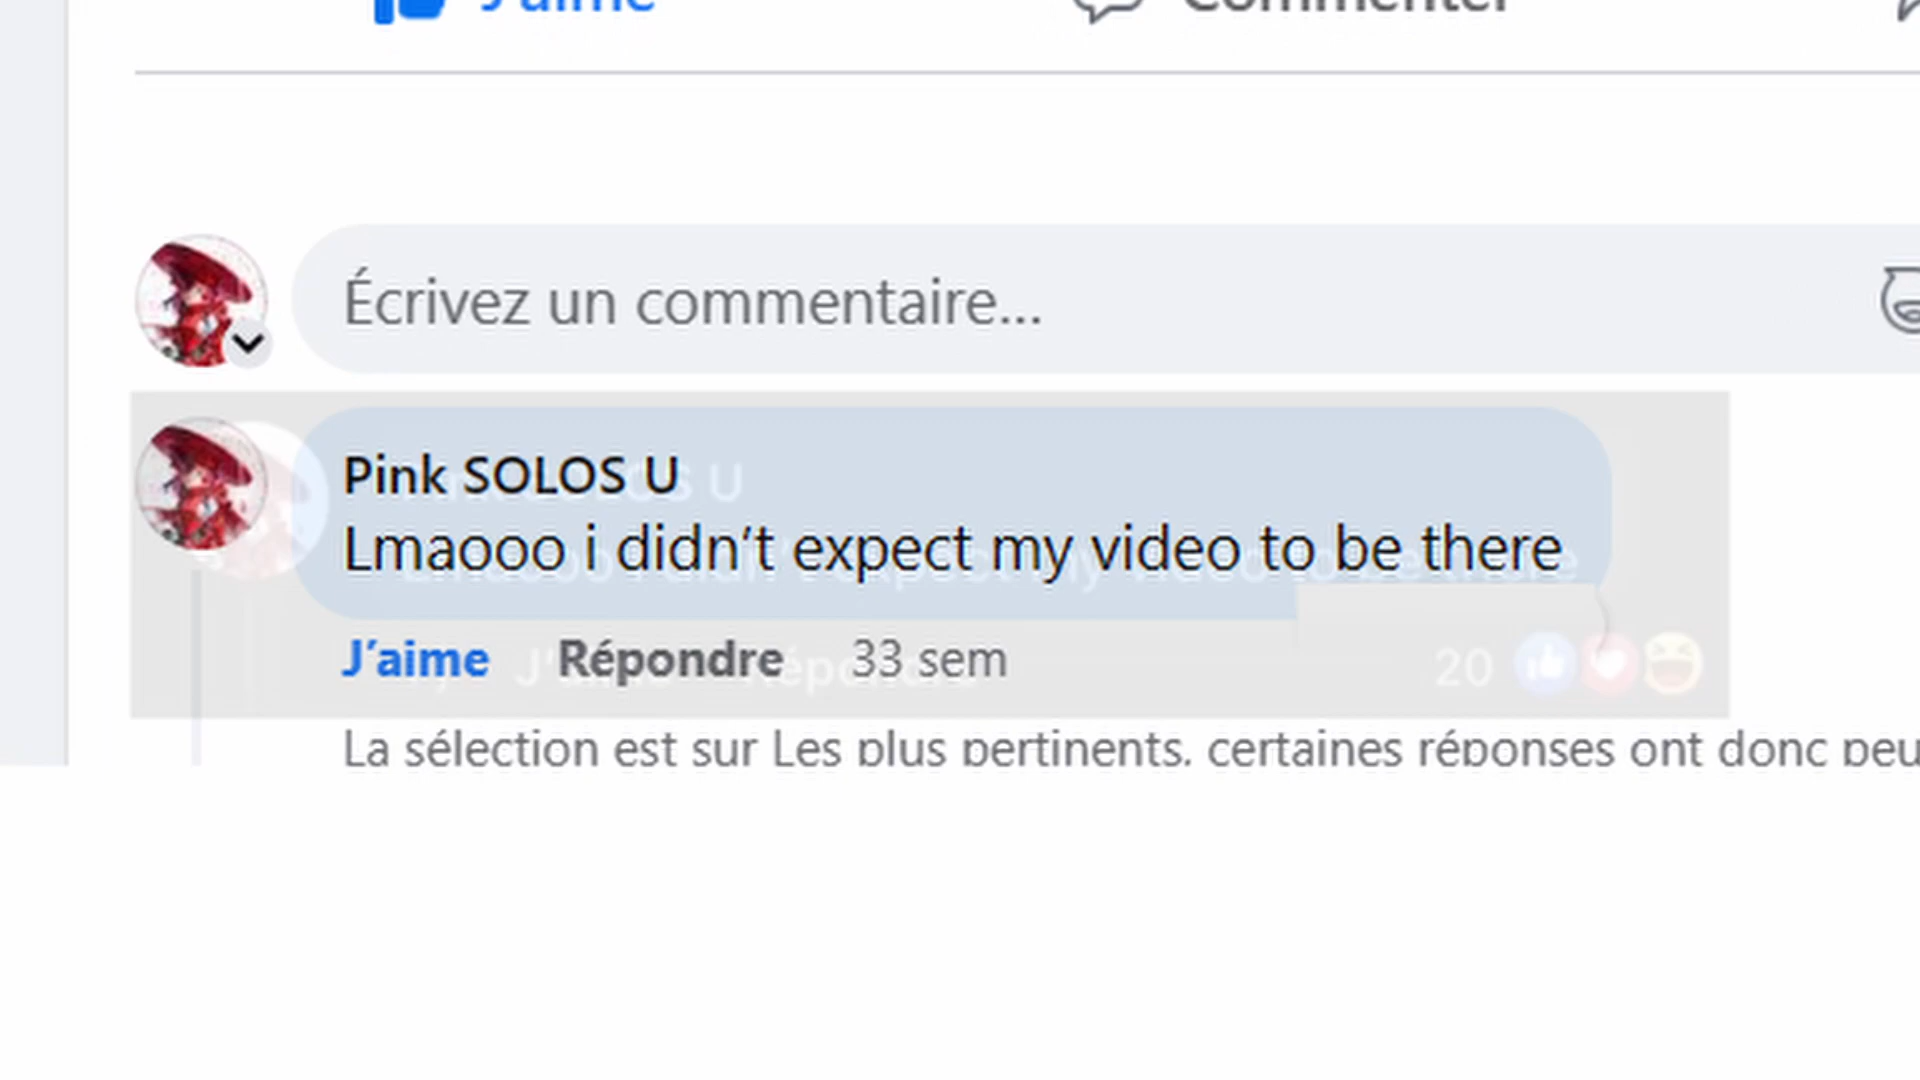 J'aime Commenter
Écrivez un commentaire...
Pink SOLOS U
Lmaooo i didn't expect my video to be there
J'aime Répondre 33 sem 20
La sélection est sur Les plus pertinents, certaines réponses ont donc